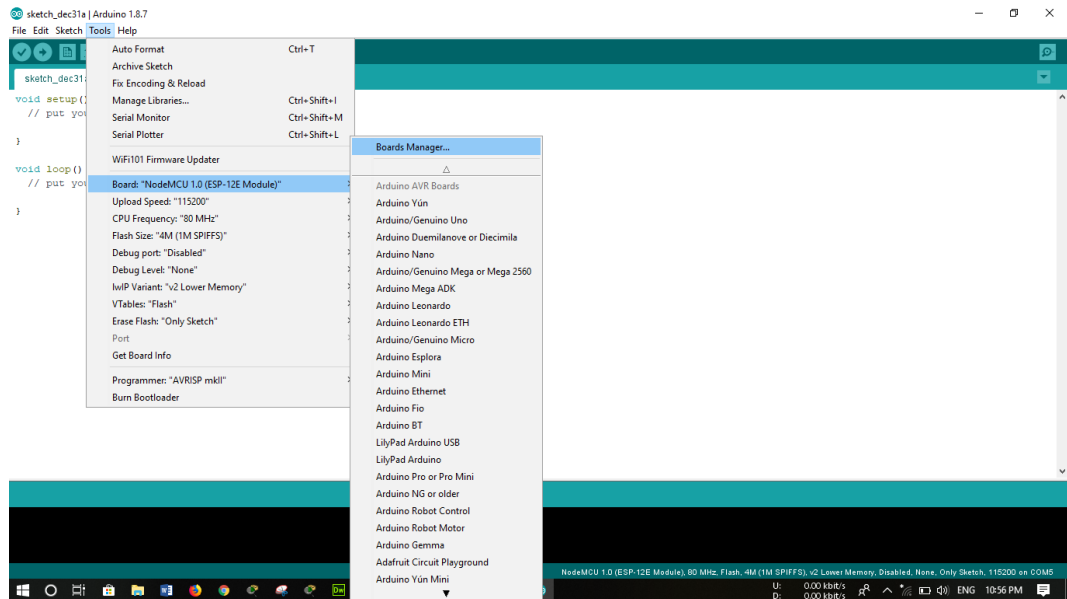 sketch_dec31a | Arduino 1.8.7
File Edit Sketch Tools Help
sketch_dec31a
void setup()
// put you
}
void loop()
// put you
}
Auto Format Ctrl+T
Archive Sketch
Fix Encoding & Reload
Manage Libraries... Ctrl+Shift+I
Serial Monitor Ctrl+Shift+M
Serial Plotter Ctrl+Shift+L
WiFi101 Firmware Updater
Board: "NodeMCU 1.0 (ESP-12E Module)"
Upload Speed: "115200"
CPU Frequency: "80 MHz"
Flash Size: "4M (1M SPIFFS)"
Debug port: "Disabled"
Debug Level: "None"
IwIP Variant: "v2 Lower Memory"
VTables: "Flash"
Erase Flash: "Only Sketch"
Port
Get Board Info
Programmer: "AVRISP mkII"
Burn Bootloader
Boards Manager...
Arduino AVR Boards
Arduino Yún
Arduino/Genuino Uno
Arduino Duemilanove or Diecimila
Arduino Nano
Arduino/Genuino Mega or Mega 2560
Arduino Mega ADK
Arduino Leonardo
Arduino Leonardo ETH
Arduino/Genuino Micro
Arduino Esplora
Arduino Mini
Arduino Ethernet
Arduino Fio
Arduino BT
LilyPad Arduino USB
LilyPad Arduino
Arduino Pro or Pro Mini
Arduino NG or older
Arduino Robot Control
Arduino Robot Motor
Arduino Gemma
Adafruit Circuit Playground
Arduino Yún Mini
NodeMCU 1.0 (ESP-12E Module), 80 MHz, Flash, 4M (1M SPIFFS), v2 Lower Memory, Disabled, None, Only Sketch, 115200 on COM5
Dw
U: 0.00 kbit/s
D: 0.00 kbit/s
ENG 10:56 PM